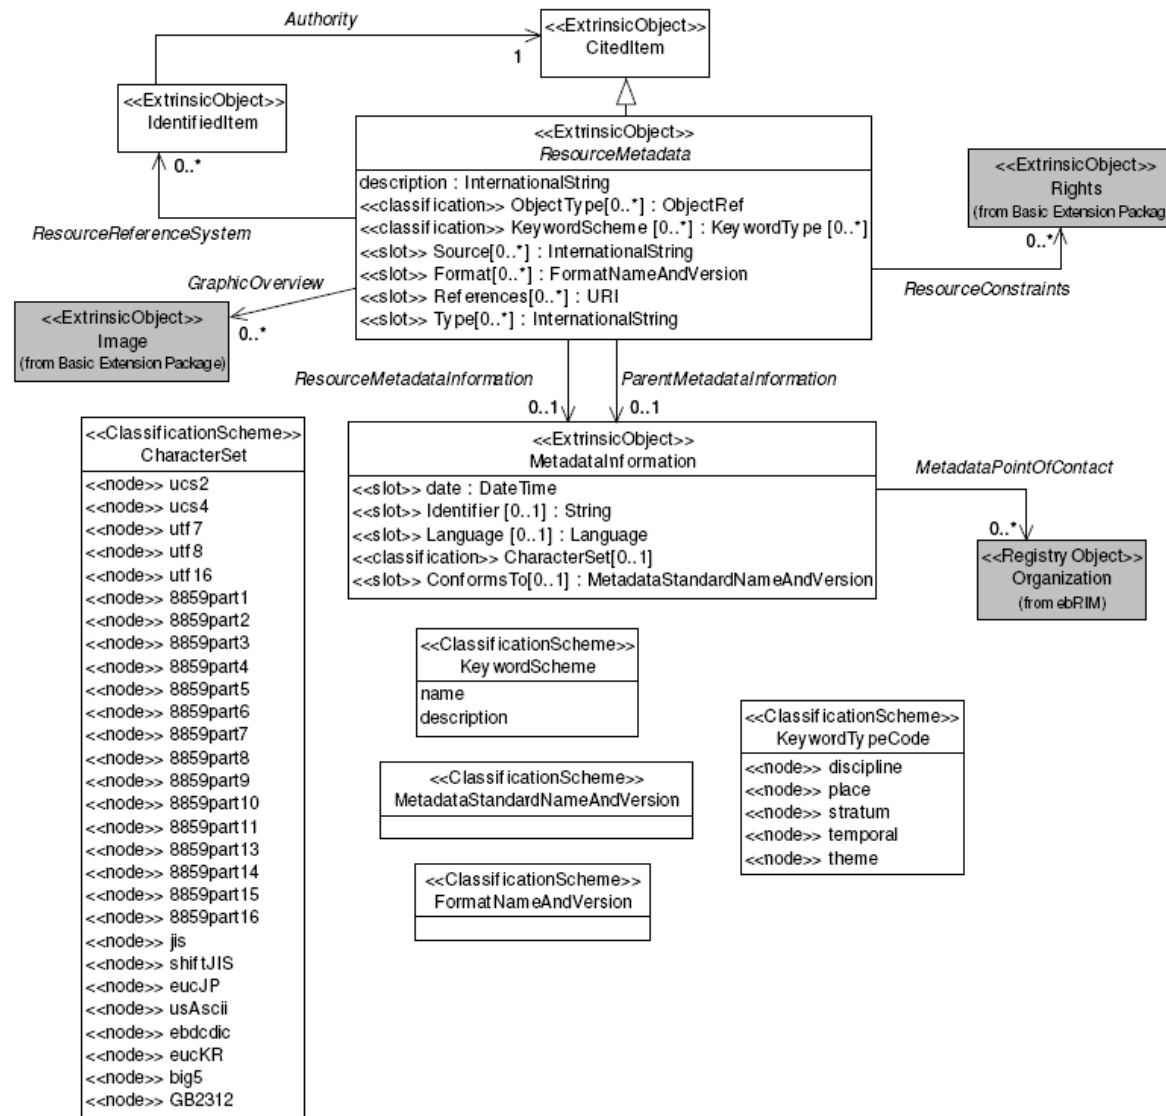 Authority
<<ExtrinsicObject>>
CitedItem
1
<<ExtrinsicObject>>
IdentifiedItem
0..*
<<ExtrinsicObject>>
ResourceMetadata
description : InternationalString
<<classification>> ObjectType[0..*] : ObjectRef
<<classification>> KeywordScheme [0..*] : KeywordType [0..*]
<<slot>> Source[0..*] : InternationalString
<<slot>> Format[0..*] : FormatNameAndVersion
<<slot>> References[0..*] : URI
<<slot>> Type[0..*] : InternationalString
<<ExtrinsicObject>>
Rights
(from Basic Extension Packag
0..*
ResourceReferenceSystem
GraphicOverview
ResourceConstraints
<<ExtrinsicObject>>
Image
(from Basic Extension Package)
0..*
ResourceMetadataInformation
ParentMetadataInformation
0..1
0..1
<<ExtrinsicObject>>
MetadataInformation
<<slot>> date : DateTime
<<slot>> Identifier [0..1] : String
<<slot>> Language [0..1] : Language
<<classification>> CharacterSet[0..1]
<<slot>> ConformsTo[0..1] : MetadataStandardNameAndVersion
MetadataPointOfContact
0..*
<<Registry Object>>
Organization
(from ebRIM)
<<ClassificationScheme>>
CharacterSet
<<node>> ucs2
<<node>> ucs4
<<node>> utf7
<<node>> utf8
<<node>> utf16
<<node>> 8859part1
<<node>> 8859part2
<<node>> 8859part3
<<node>> 8859part4
<<node>> 8859part5
<<node>> 8859part6
<<node>> 8859part7
<<node>> 8859part8
<<node>> 8859part9
<<node>> 8859part10
<<node>> 8859part11
<<node>> 8859part13
<<node>> 8859part14
<<node>> 8859part15
<<node>> 8859part16
<<node>> jis
<<node>> shiftJIS
<<node>> eucJP
<<node>> usAscii
<<node>> ebdcdic
<<node>> eucKR
<<node>> big5
<<node>> GB2312
<<ClassificationScheme>>
KeywordScheme
name
description
<<ClassificationScheme>>
MetadataStandardNameAndVersion
<<ClassificationScheme>>
FormatNameAndVersion
<<ClassificationScheme>>
KeywordTypeCode
<<node>> discipline
<<node>> place
<<node>> stratum
<<node>> temporal
<<node>> theme